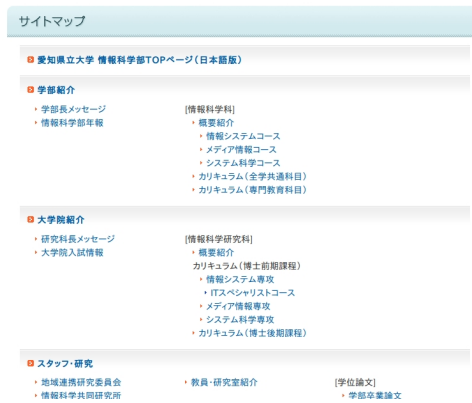 サイトマップ
愛知県立大学 情報科学部TOPページ(日本語版)
学部紹介
学部長メッセージ
情報科学部年報
[情報科学科]
概要紹介
情報システムコース
メディア情報コース
システム科学コース
カリキュラム(全学共通科目)
カリキュラム(専門教育科目)
大学院紹介
研究科長メッセージ
大学院入試情報
[情報科学研究科]
概要紹介
カリキュラム(博士前期課程)
情報システム専攻
ITスペシャリストコース
メディア情報専攻
システム科学専攻
カリキュラム(博士後期課程)
スタッフ・研究
地域連携研究委員会
情報科学共同研究所
教員・研究室紹介
[学位論文]
学部卒業論文